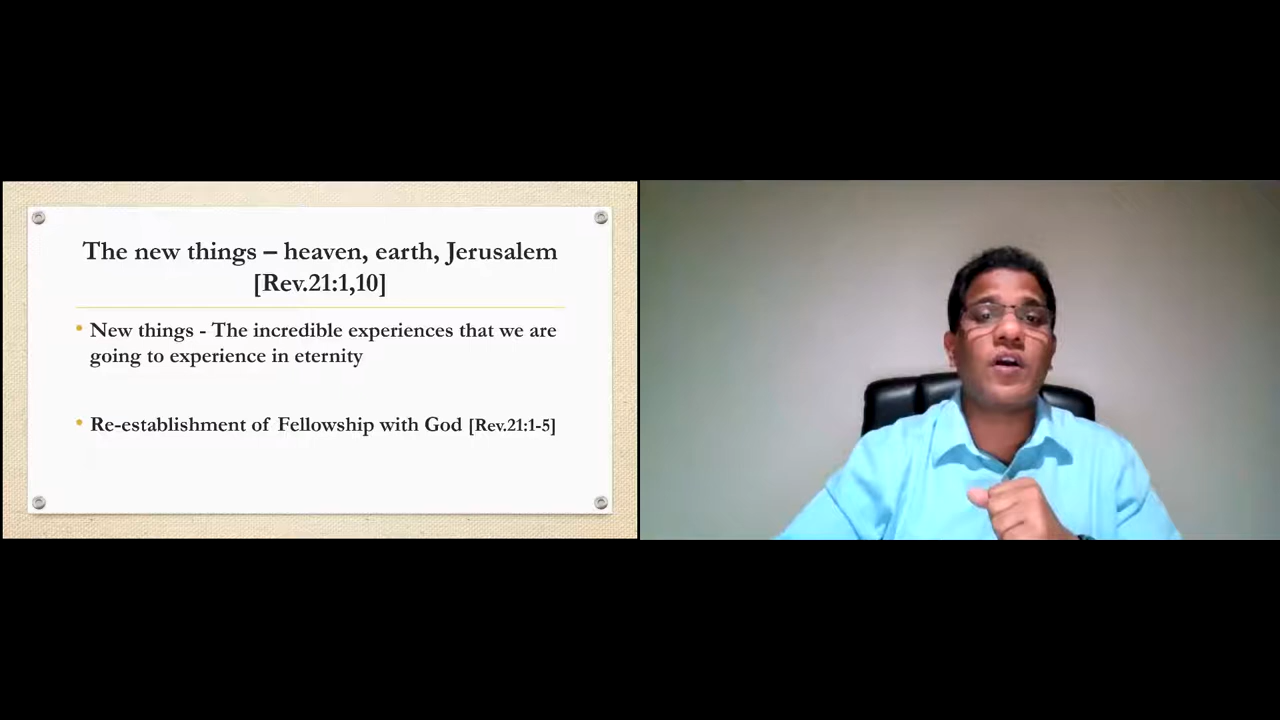 The new things – heaven, earth, Jerusalem
[Rev.21:1,10]
• New things - The incredible experiences that we are
going to experience in eternity
• Re-establishment of Fellowship with God [Rev.21:1-5]